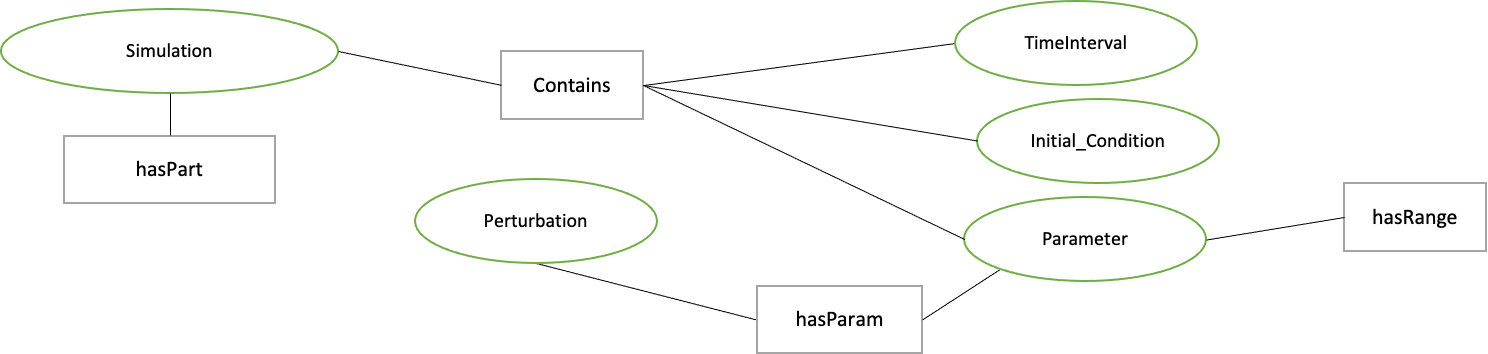 Simulation
TimeInterval
Contains
Initial_Condition
hasPart
Perturbation
hasRange
Parameter
hasParam